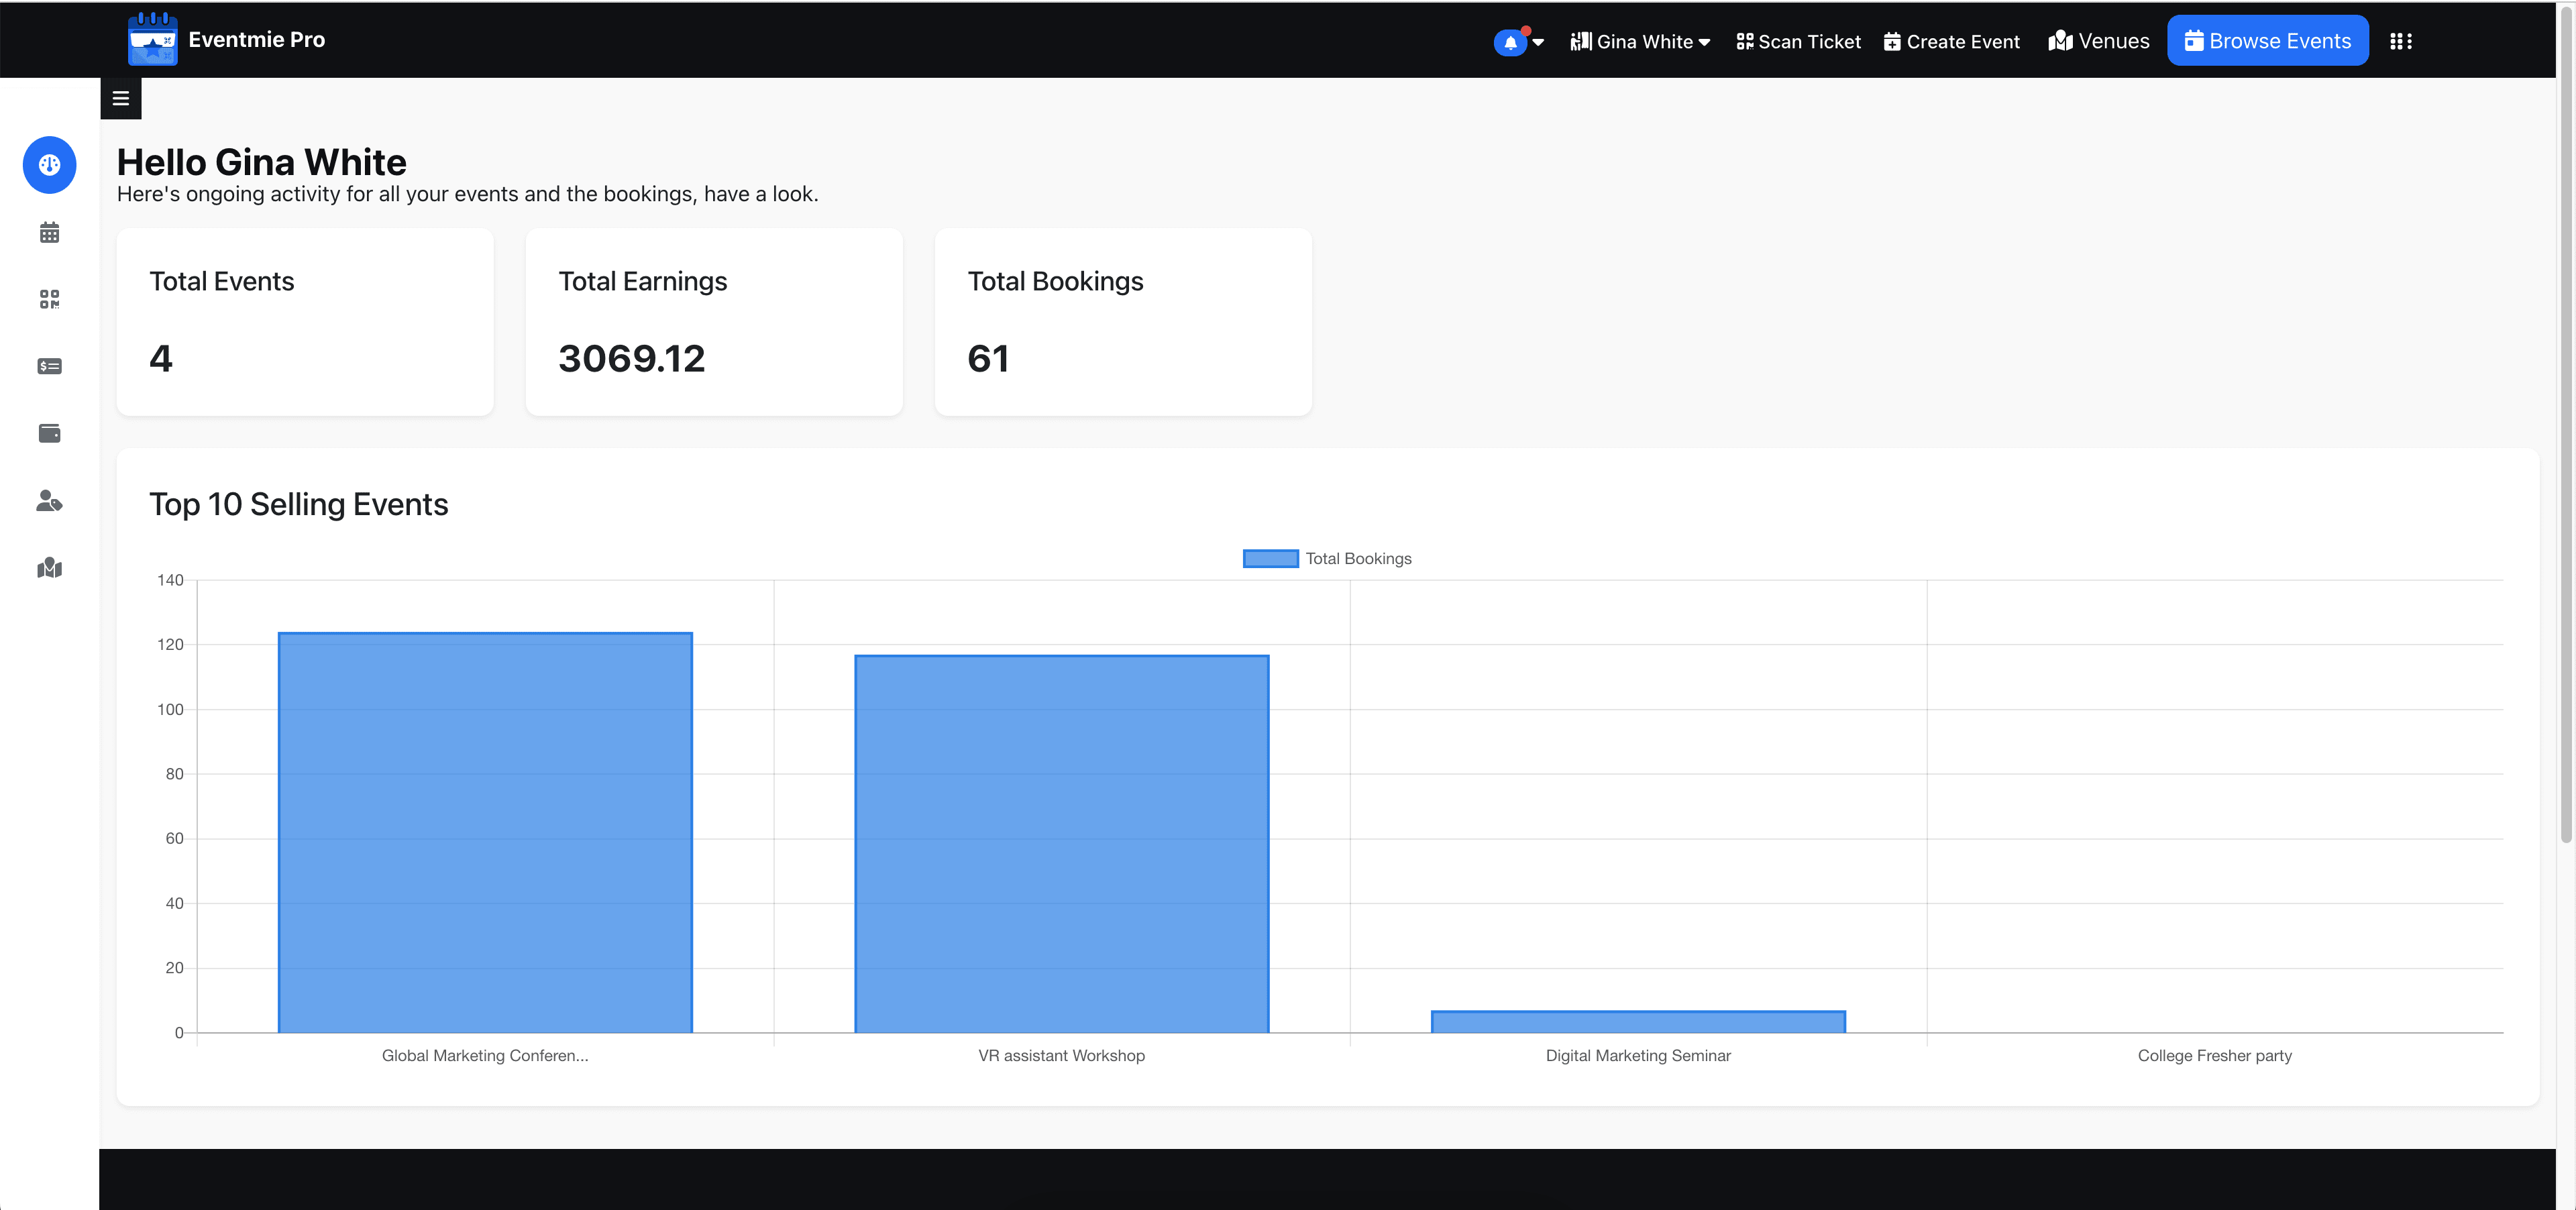 Eventmie Pro
Gina White
Scan Ticket
Create Event
Venues
Browse Events
Hello Gina White
Here's ongoing activity for all your events and the bookings, have a look.
Total Events
4
Total Earnings
3069.12
Total Bookings
61
Top 10 Selling Events
Total Bookings
140
120
100
80
60
40
20
0
Global Marketing Conferen...
VR assistant Workshop
Digital Marketing Seminar
College Fresher party